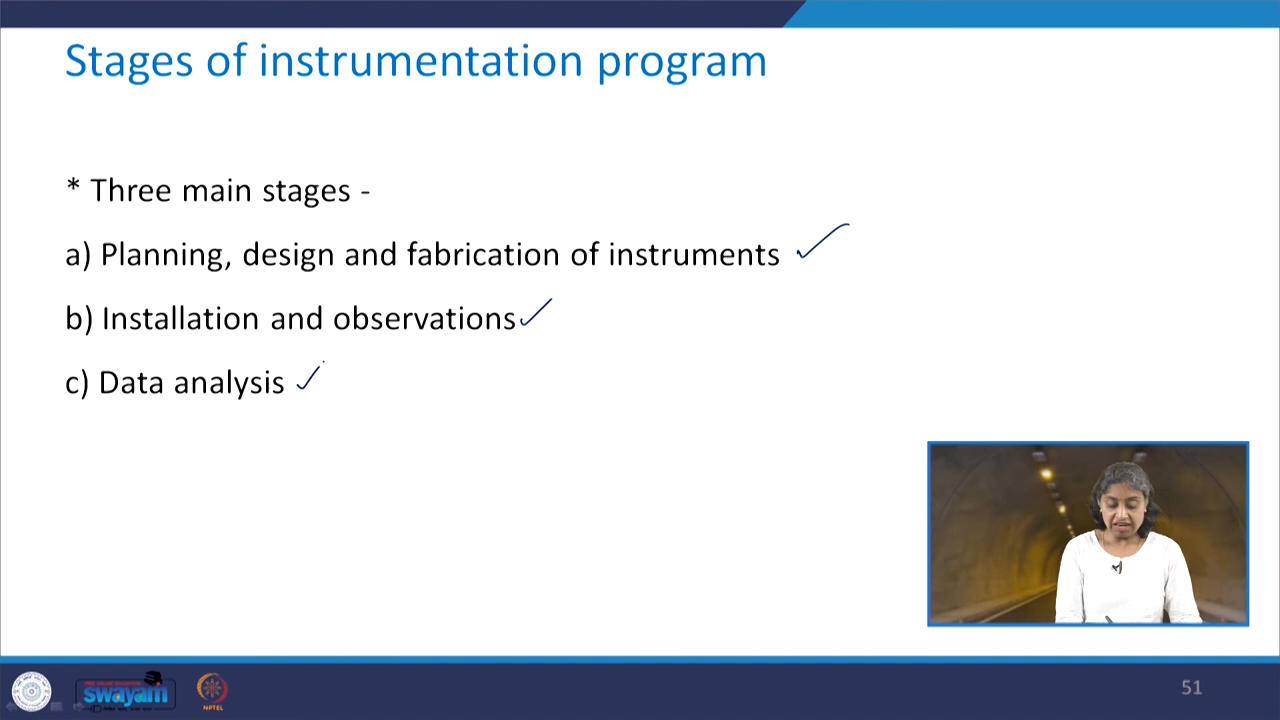 Stages of instrumentation program
* Three main stages -
a) Planning, design and fabrication of instruments
b) Installation and observations
c) Data analysis
swayam
NPTEL
51